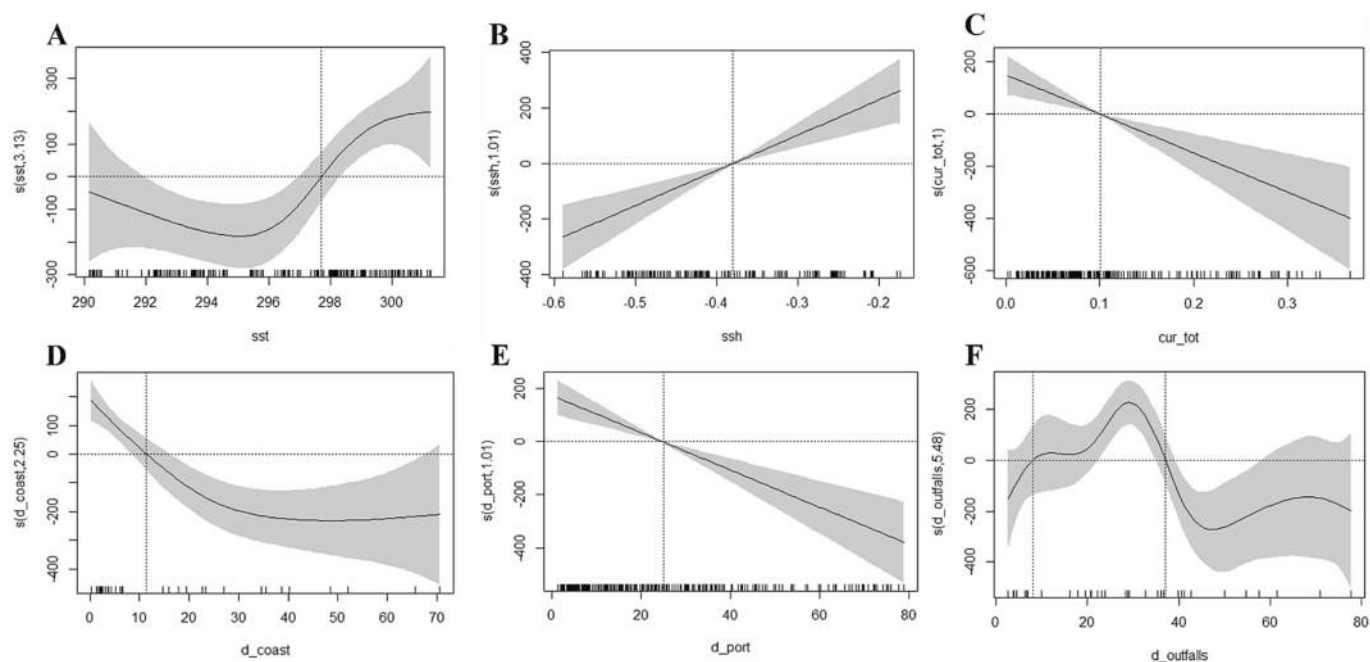 A
s(sst,3.13)
300
100
0
-100
-300
290 292 294 296 298 300
sst
B
s(ssh,1.01)
400
200
0
-200
-400
-0.6 -0.5 -0.4 -0.3 -0.2
ssh
C
s(cur_tot,1)
200
0
-200
-400
-600
0.0 0.1 0.2 0.3
cur_tot
D
s(d_coast,2.25)
100
0
-200
-400
0 10 20 30 40 50 60 70
d_coast
E
s(d_port,1.01)
200
0
-200
-400
0 20 40 60 80
d_port
F
s(d_outfalls,5.48)
200
0
-200
-400
0 20 40 60 80
d_outfalls